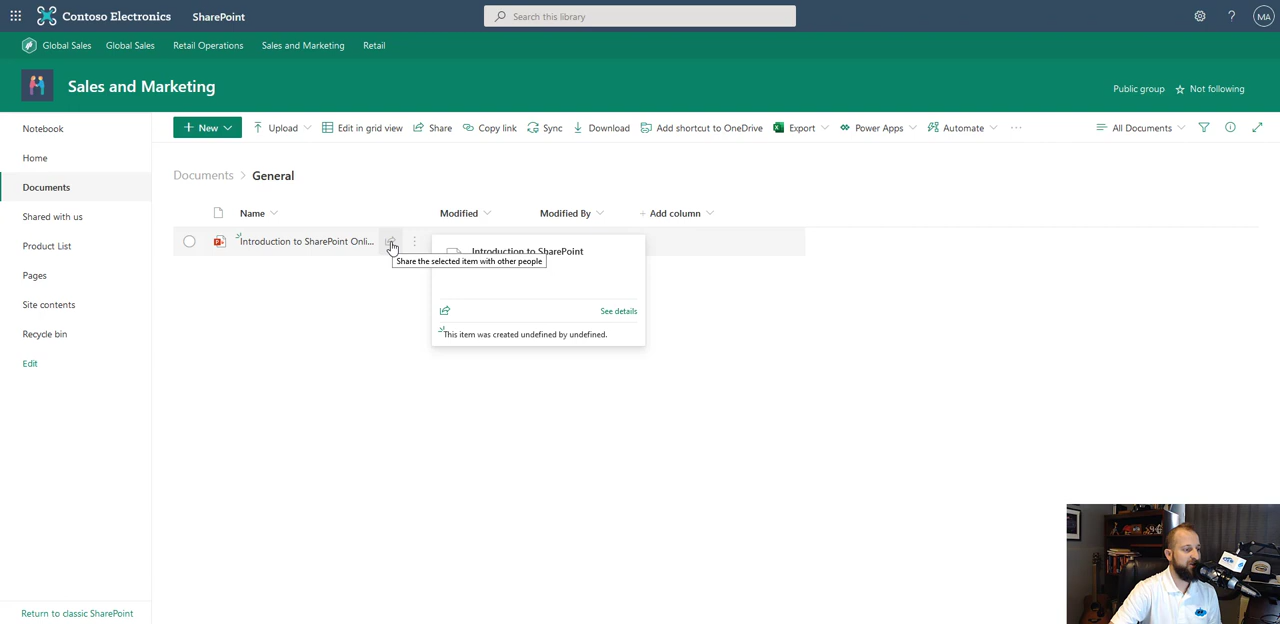 Contoso Electronics SharePoint Search this library ? MA
Global Sales Global Sales Retail Operations Sales and Marketing Retail
Sales and Marketing
Public group Not following
Notebook
Home
Documents
Shared with us
Product List
Pages
Site contents
Recycle bin
Edit
Return to classic SharePoint
+ New Upload Edit in grid view Share Copy link Sync Download Add shortcut to OneDrive Export Power Apps Automate ... All Documents
Documents > General
Name Modified Modified By + Add column
Introduction to SharePoint Onli...
Introduction to SharePoint
Share the selected item with other people
See details
This item was created undefined by undefined.